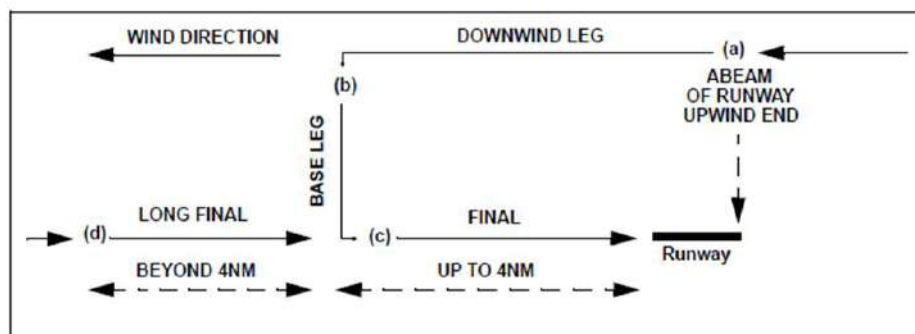 WIND DIRECTION
DOWNWIND LEG
(a)
(b)
ABEAM
OF RUNWAY
UPWIND END
BASE LEG
LONG FINAL
FINAL
(d)
(c)
Runway
BEYOND 4NM
UP TO 4NM